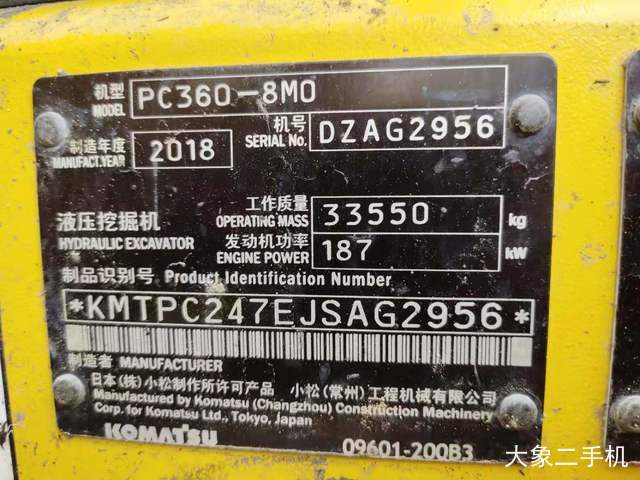 机型 MODEL PC360-8M0
机号 SERIAL No. DZAG2956
制造年度 MANUFACT.YEAR 2018
工作质量 OPERATING MASS 33550 kg
液压挖掘机 HYDRAULIC EXCAVATOR
发动机功率 ENGINE POWER 187 kW
制品识别号 Product Identification Number
*KMTPC247EJSAG2956*
制造者 MANUFACTURER
日本(株)小松制作所许可产品 小松(常州)工程机械有限公司
Manufactured by Komatsu (Changzhou) Construction Machinery
Corp. for Komatsu Ltd., Tokyo, Japan
KOMATSU 09601-200B3
大象二手机